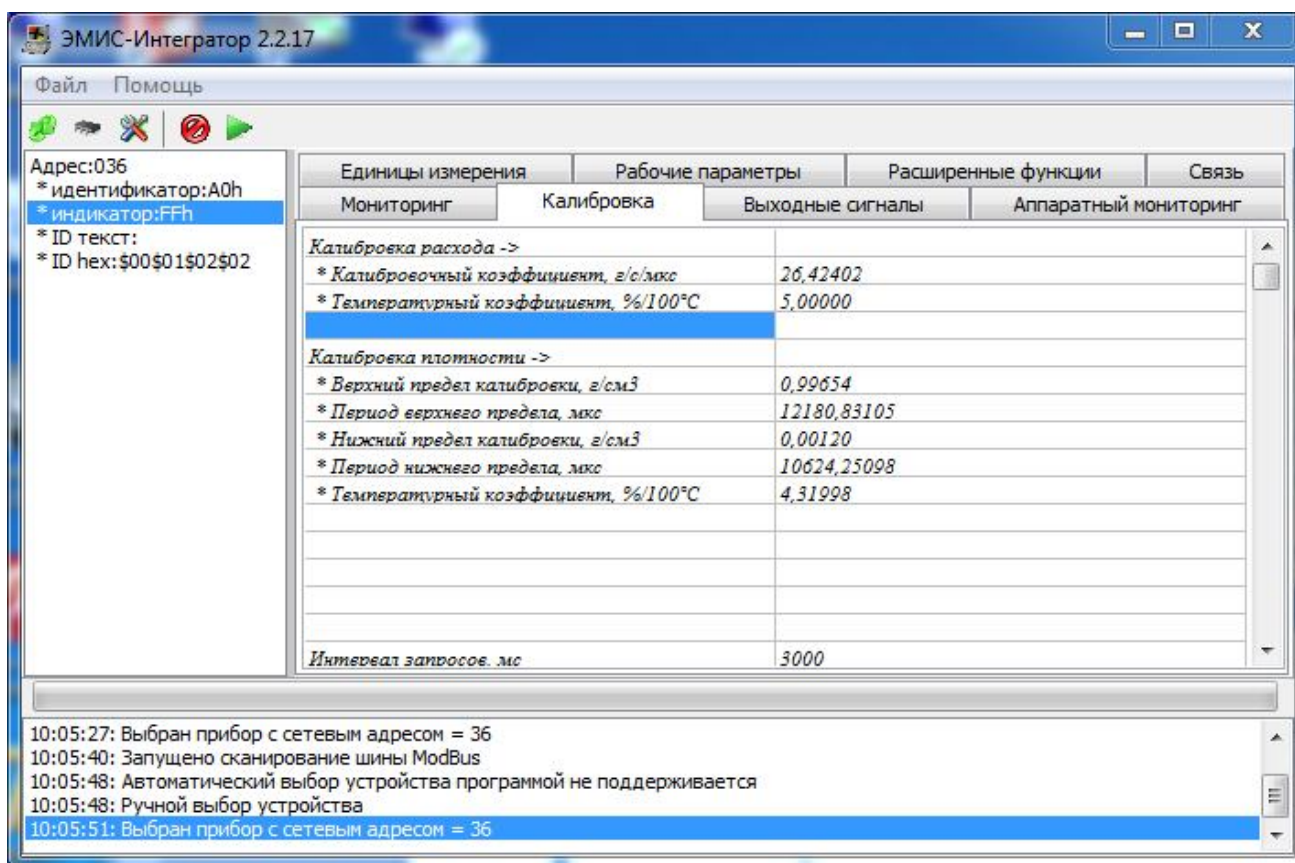 ЭМИС-Интегратор 2.2.17
Файл Помощь
Адрес:036
* идентификатор:A0h
* индикатор:FFh
* ID текст:
* ID hex:$00$01$02$02
Единицы измерения Рабочие параметры Расширенные функции Связь
Мониторинг Калибровка Выходные сигналы Аппаратный мониторинг
Калибровка расхода ->
* Калибровочный коэффициент, г/с/мкс 26,42402
* Температурный коэффициент, %/100°C 5,00000
Калибровка плотности ->
* Верхний предел калибровки, г/см3 0,99654
* Период верхнего предела, мкс 12180,83105
* Нижний предел калибровки, г/см3 0,00120
* Период нижнего предела, мкс 10624,25098
* Температурный коэффициент, %/100°C 4,31998
Интервал запросов, мс 3000
10:05:27: Выбран прибор с сетевым адресом = 36
10:05:40: Запущено сканирование шины ModBus
10:05:48: Автоматический выбор устройства программой не поддерживается
10:05:48: Ручной выбор устройства
10:05:51: Выбран прибор с сетевым адресом = 36